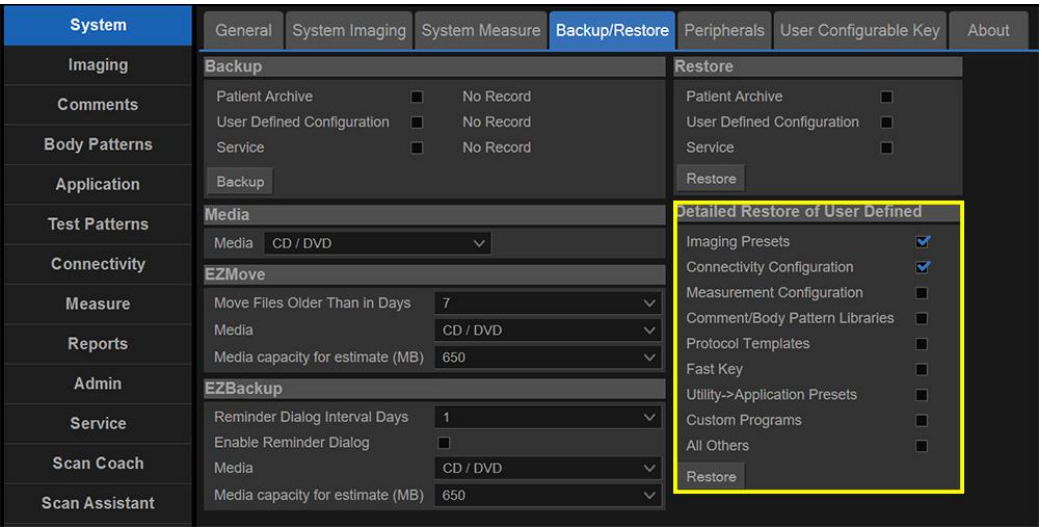 System
General
System Imaging
System Measure
Backup/Restore
Peripherals
User Configurable Key
About
Imaging
Comments
Body Patterns
Application
Test Patterns
Connectivity
Measure
Reports
Admin
Service
Scan Coach
Scan Assistant
Backup
Patient Archive No Record
User Defined Configuration No Record
Service No Record
Backup
Media
Media CD / DVD
EZMove
Move Files Older Than in Days 7
Media CD / DVD
Media capacity for estimate (MB) 650
EZBackup
Reminder Dialog Interval Days 1
Enable Reminder Dialog
Media CD / DVD
Media capacity for estimate (MB) 650
Restore
Patient Archive
User Defined Configuration
Service
Restore
Detailed Restore of User Defined
Imaging Presets
Connectivity Configuration
Measurement Configuration
Comment/Body Pattern Libraries
Protocol Templates
Fast Key
Utility->Application Presets
Custom Programs
All Others
Restore